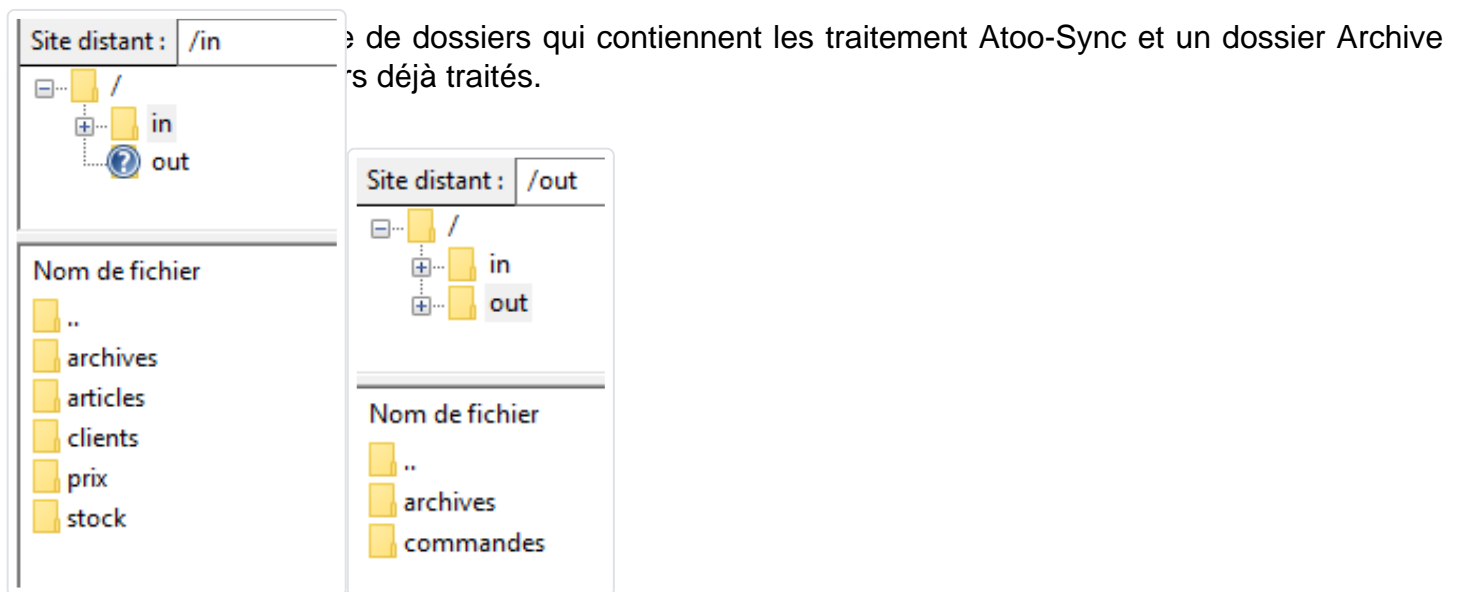 de dossiers qui contiennent les traitement Atoo-Sync et un dossier Archive
déjà traités.
Site distant : /in
/
in
out
Nom de fichier
..
archives
articles
clients
prix
stock
Site distant : /out
/
in
out
Nom de fichier
..
archives
commandes